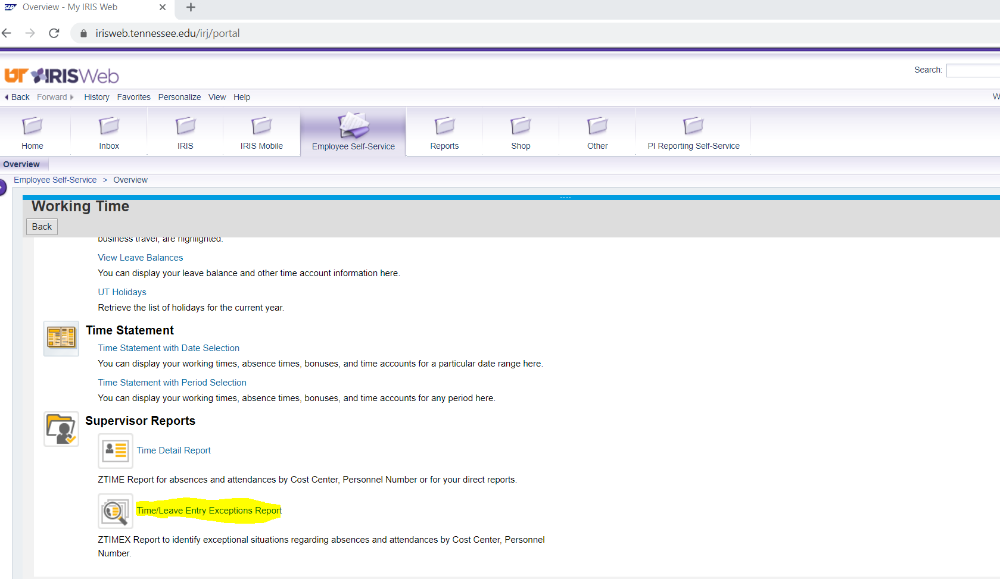 SAP Overview - My IRIS Web
irisweb.tennessee.edu/irj/portal
UT IRISWeb
Search:
Back Forward History Favorites Personalize View Help W
Home Inbox IRIS IRIS Mobile Employee Self-Service Reports Shop Other PI Reporting Self-Service
Overview
Employee Self-Service > Overview
Working Time
Back
business travel, are highlighted.
View Leave Balances
You can display your leave balance and other time account information here.
UT Holidays
Retrieve the list of holidays for the current year.
Time Statement
Time Statement with Date Selection
You can display your working times, absence times, bonuses, and time accounts for a particular date range here.
Time Statement with Period Selection
You can display your working times, absence times, bonuses, and time accounts for any period here.
Supervisor Reports
Time Detail Report
ZTIME Report for absences and attendances by Cost Center, Personnel Number or for your direct reports.
Time/Leave Entry Exceptions Report
ZTIMEX Report to identify exceptional situations regarding absences and attendances by Cost Center, Personnel
Number.